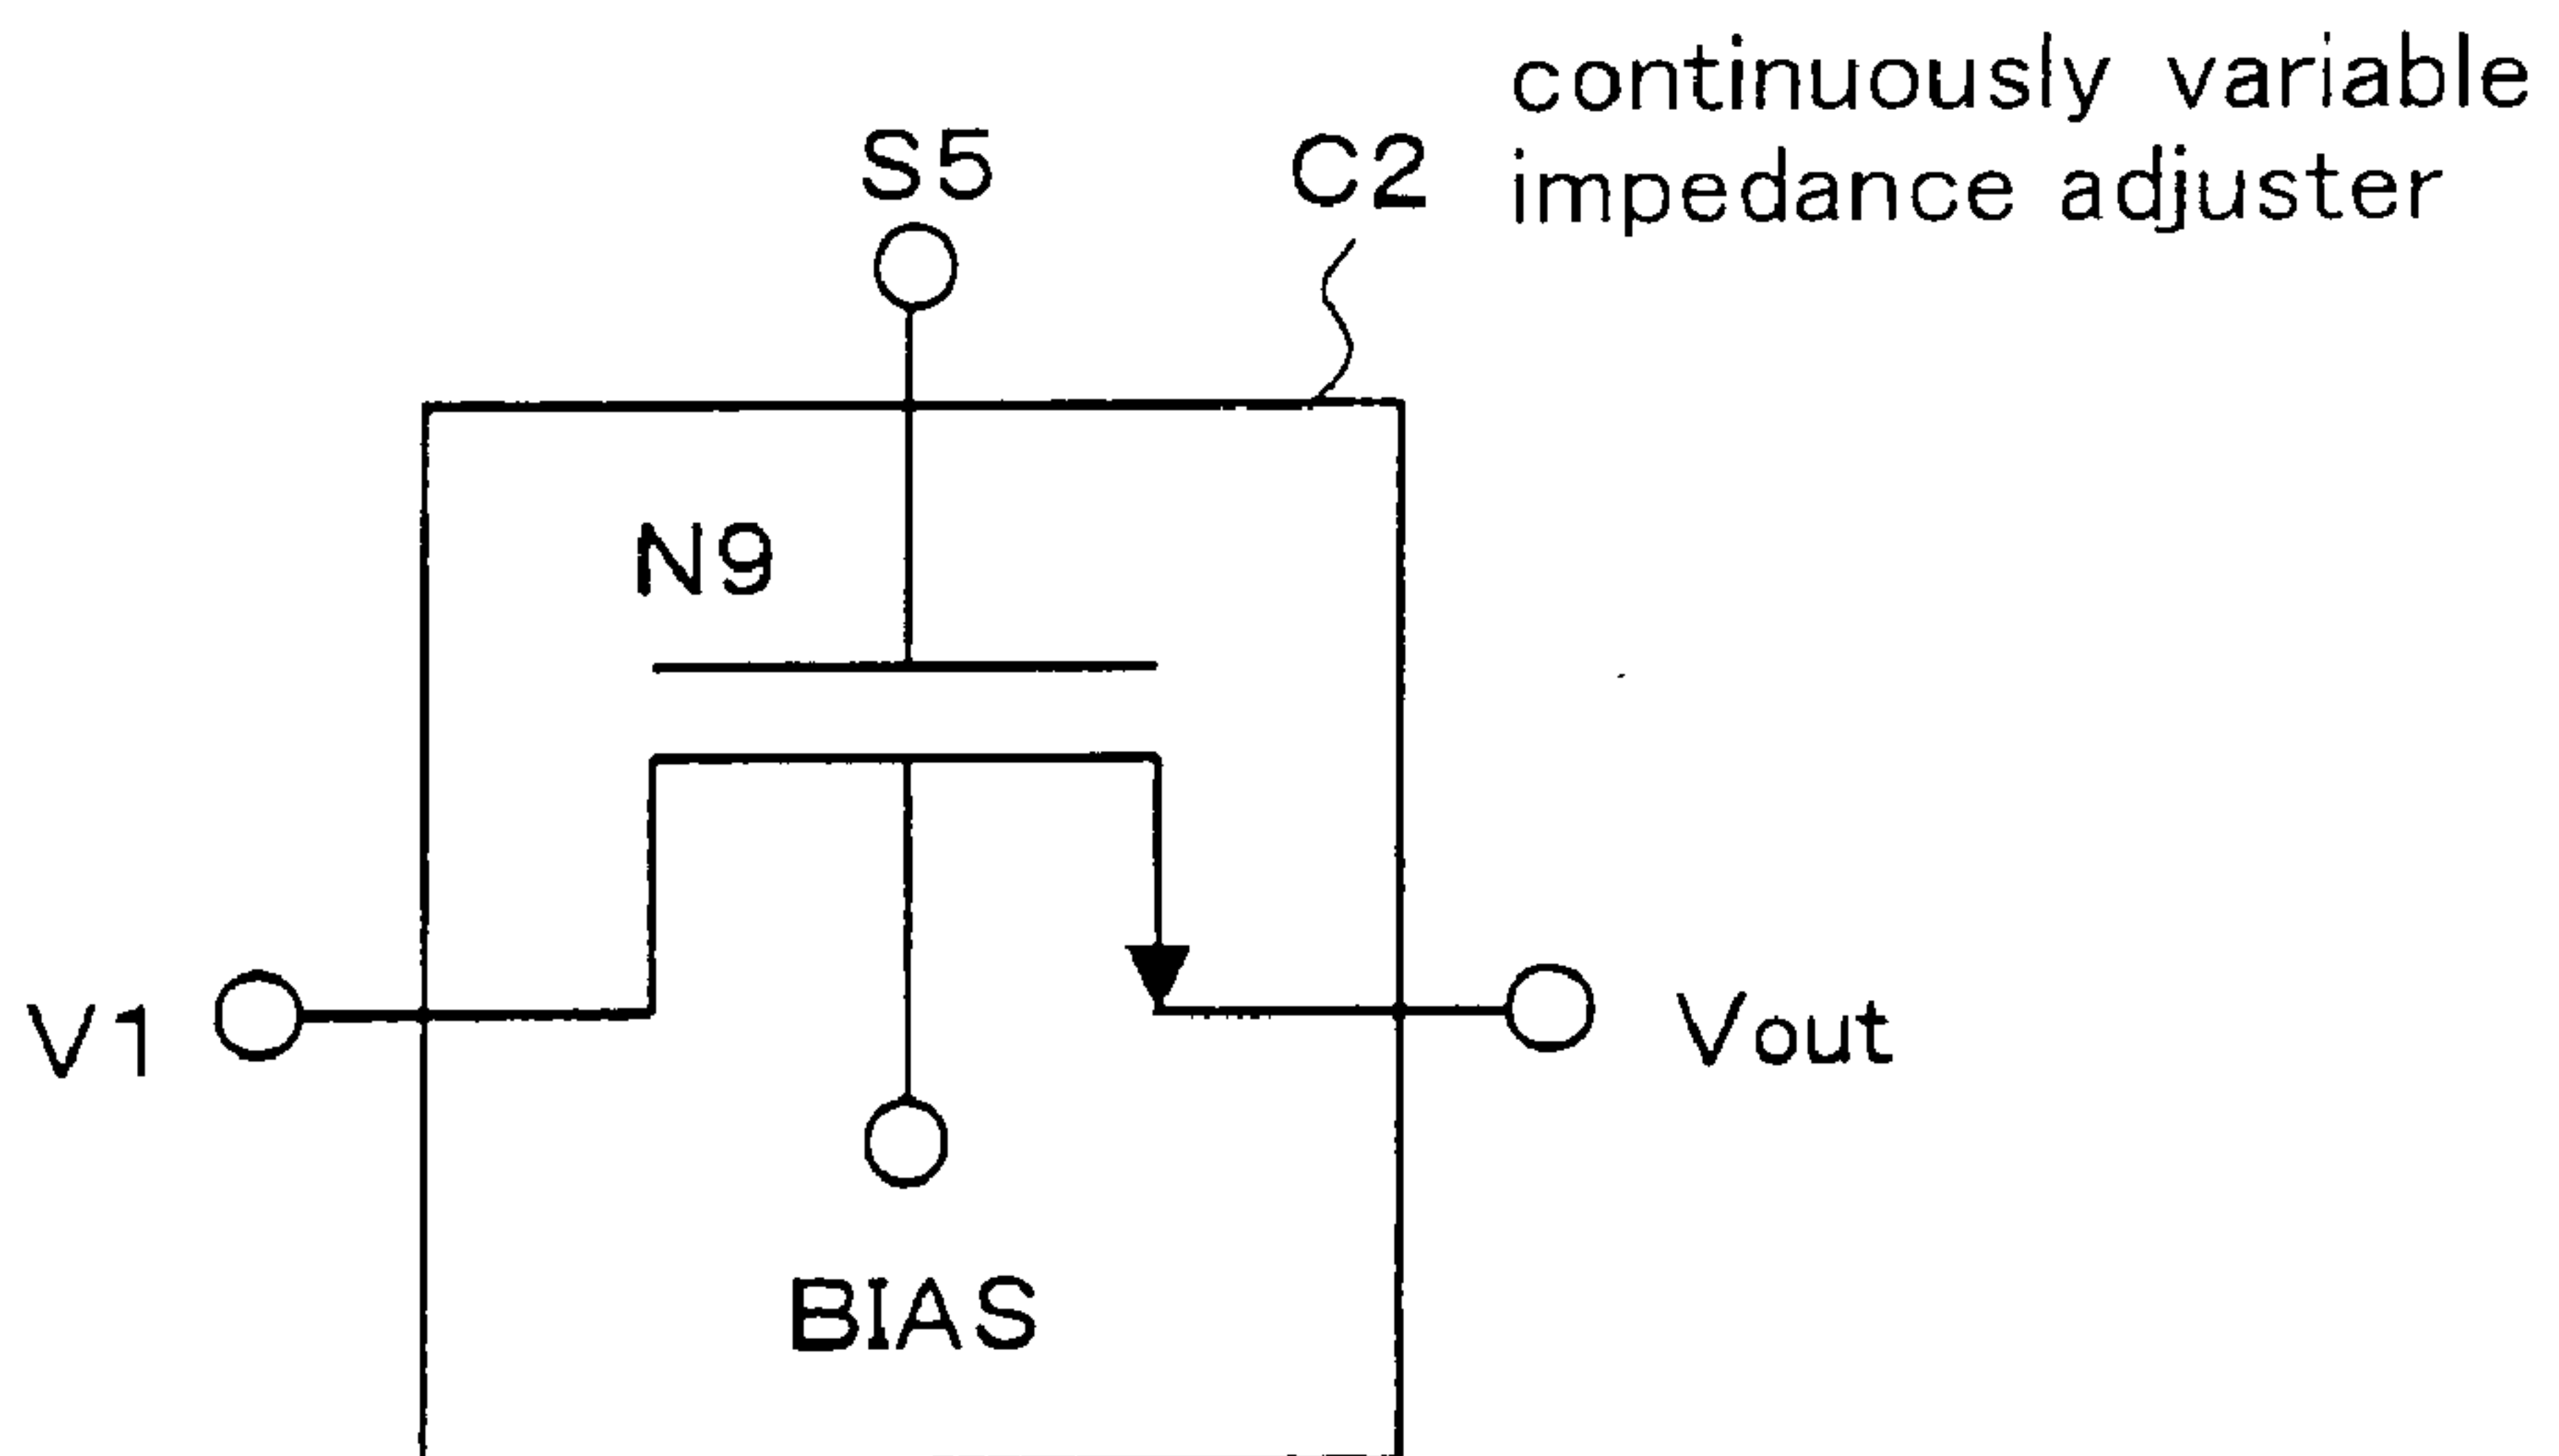 continuously variable
impedance adjuster
S5
C2
N9
V1
Vout
BIAS